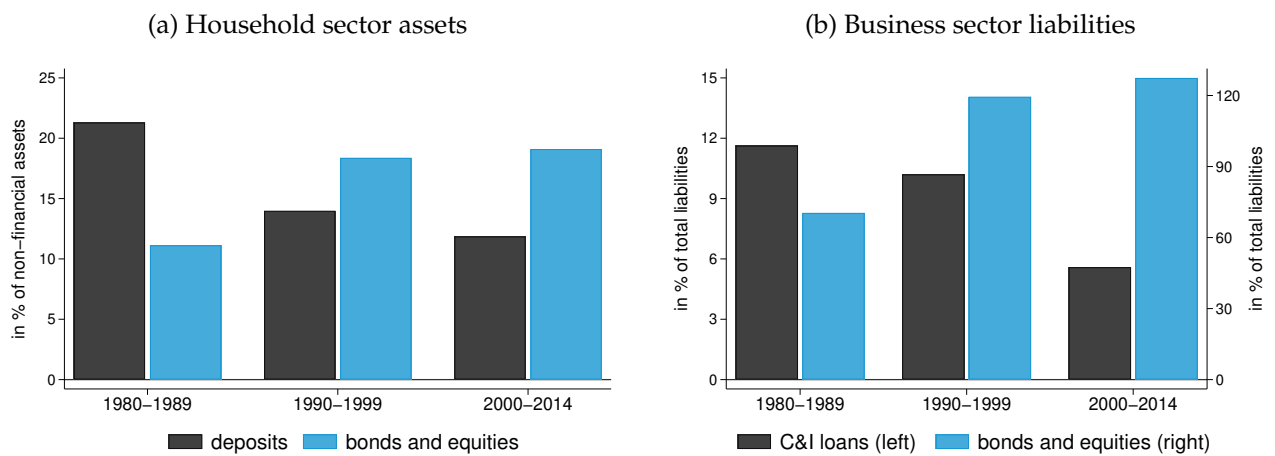 (a) Household sector assets
in % of non−financial assets
25
20
15
10
5
0
1980−1989
1990−1999
2000−2014
deposits
bonds and equities
(b) Business sector liabilities
in % of total liabilities
15
12
9
6
3
0
120
90
60
30
0
in % of total liabilities
1980−1989
1990−1999
2000−2014
C&I loans (left)
bonds and equities (right)